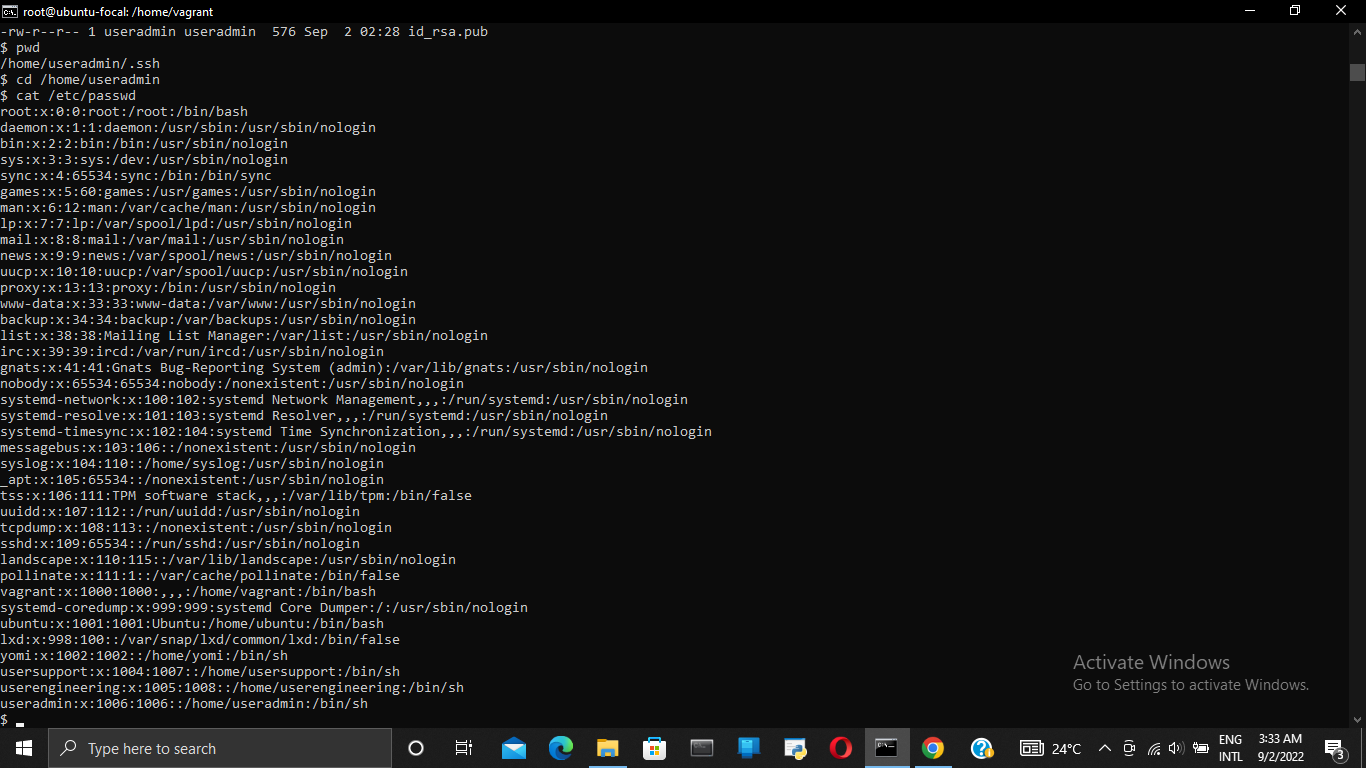 root@ubuntu-focal: /home/vagrant
-rw-r--r-- 1 useradmin useradmin  576 Sep  2 02:28 id_rsa.pub
$ pwd
/home/useradmin/.ssh
$ cd /home/useradmin
$ cat /etc/passwd
root:x:0:0:root:/root:/bin/bash
daemon:x:1:1:daemon:/usr/sbin:/usr/sbin/nologin
bin:x:2:2:bin:/bin:/usr/sbin/nologin
sys:x:3:3:sys:/dev:/usr/sbin/nologin
sync:x:4:65534:sync:/bin:/bin/sync
games:x:5:60:games:/usr/games:/usr/sbin/nologin
man:x:6:12:man:/var/cache/man:/usr/sbin/nologin
lp:x:7:7:lp:/var/spool/lpd:/usr/sbin/nologin
mail:x:8:8:mail:/var/mail:/usr/sbin/nologin
news:x:9:9:news:/var/spool/news:/usr/sbin/nologin
uucp:x:10:10:uucp:/var/spool/uucp:/usr/sbin/nologin
proxy:x:13:13:proxy:/bin:/usr/sbin/nologin
www-data:x:33:33:www-data:/var/www:/usr/sbin/nologin
backup:x:34:34:backup:/var/backups:/usr/sbin/nologin
list:x:38:38:Mailing List Manager:/var/list:/usr/sbin/nologin
irc:x:39:39:ircd:/var/run/ircd:/usr/sbin/nologin
gnats:x:41:41:Gnats Bug-Reporting System (admin):/var/lib/gnats:/usr/sbin/nologin
nobody:x:65534:65534:nobody:/nonexistent:/usr/sbin/nologin
systemd-network:x:100:102:systemd Network Management,,,:/run/systemd:/usr/sbin/nologin
systemd-resolve:x:101:103:systemd Resolver,,,:/run/systemd:/usr/sbin/nologin
systemd-timesync:x:102:104:systemd Time Synchronization,,,:/run/systemd:/usr/sbin/nologin
messagebus:x:103:106::/nonexistent:/usr/sbin/nologin
syslog:x:104:110::/home/syslog:/usr/sbin/nologin
_apt:x:105:65534::/nonexistent:/usr/sbin/nologin
tss:x:106:111:TPM software stack,,,:/var/lib/tpm:/bin/false
uuidd:x:107:112::/run/uuidd:/usr/sbin/nologin
tcpdump:x:108:113::/nonexistent:/usr/sbin/nologin
sshd:x:109:65534::/run/sshd:/usr/sbin/nologin
landscape:x:110:115::/var/lib/landscape:/usr/sbin/nologin
pollinate:x:111:1::/var/cache/pollinate:/bin/false
vagrant:x:1000:1000:,,,:/home/vagrant:/bin/bash
systemd-coredump:x:999:999:systemd Core Dumper:/:/usr/sbin/nologin
ubuntu:x:1001:1001:Ubuntu:/home/ubuntu:/bin/bash
lxd:x:998:100::/var/snap/lxd/common/lxd:/bin/false
yomi:x:1002:1002::/home/yomi:/bin/sh
usersupport:x:1004:1007::/home/usersupport:/bin/sh
userengineering:x:1005:1008::/home/userengineering:/bin/sh
useradmin:x:1006:1006::/home/useradmin:/bin/sh
$
Activate Windows
Go to Settings to activate Windows.
Type here to search
24°C
ENG
INTL
3:33 AM
9/2/2022
3